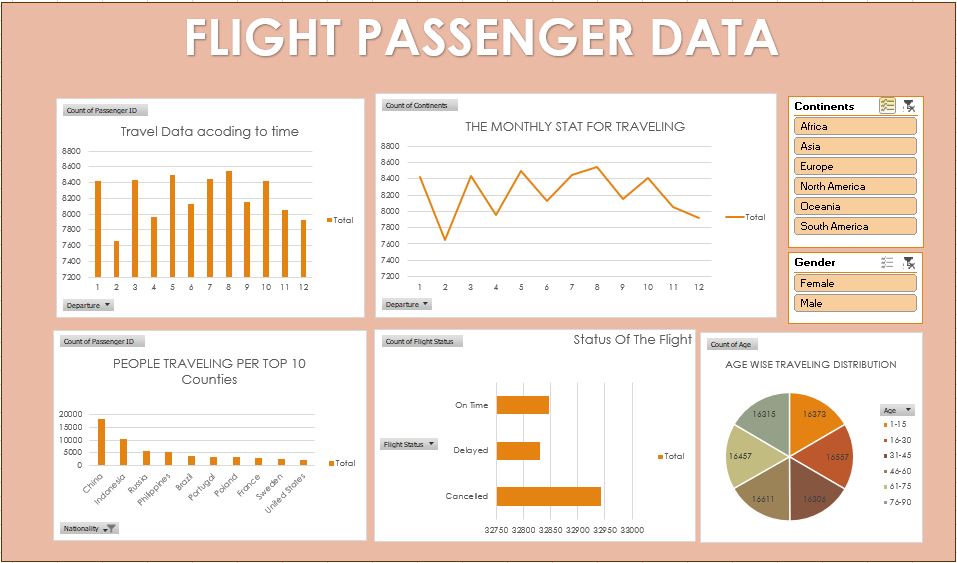 FLIGHT PASSENGER DATA
Count of Passenger ID
Travel Data acoding to time
8800
8600
8400
8200
8000
7800
7600
7400
7200
1 2 3 4 5 6 7 8 9 10 11 12
Total
Departure
Count of Continents
THE MONTHLY STAT FOR TRAVELING
8800
8600
8400
8200
8000
7800
7600
7400
7200
1 2 3 4 5 6 7 8 9 10 11 12
Total
Departure
Continents
Africa
Asia
Europe
North America
Oceania
South America
Gender
Female
Male
Count of Passenger ID
PEOPLE TRAVELING PER TOP 10
Counties
20000
15000
10000
5000
0
China
Indonesia
Russia
Philippines
Brazil
Portugal
Poland
France
Sweden
United States
Total
Nationality
Count of Flight Status
Status Of The Flight
On Time
Delayed
Cancelled
Flight Status
Total
32750 32800 32850 32900 32950 33000
Count of Age
AGE WISE TRAVELING DISTRIBUTION
16315
16373
16457
16567
16611
16306
Age
1-15
16-30
31-45
46-60
61-75
76-90